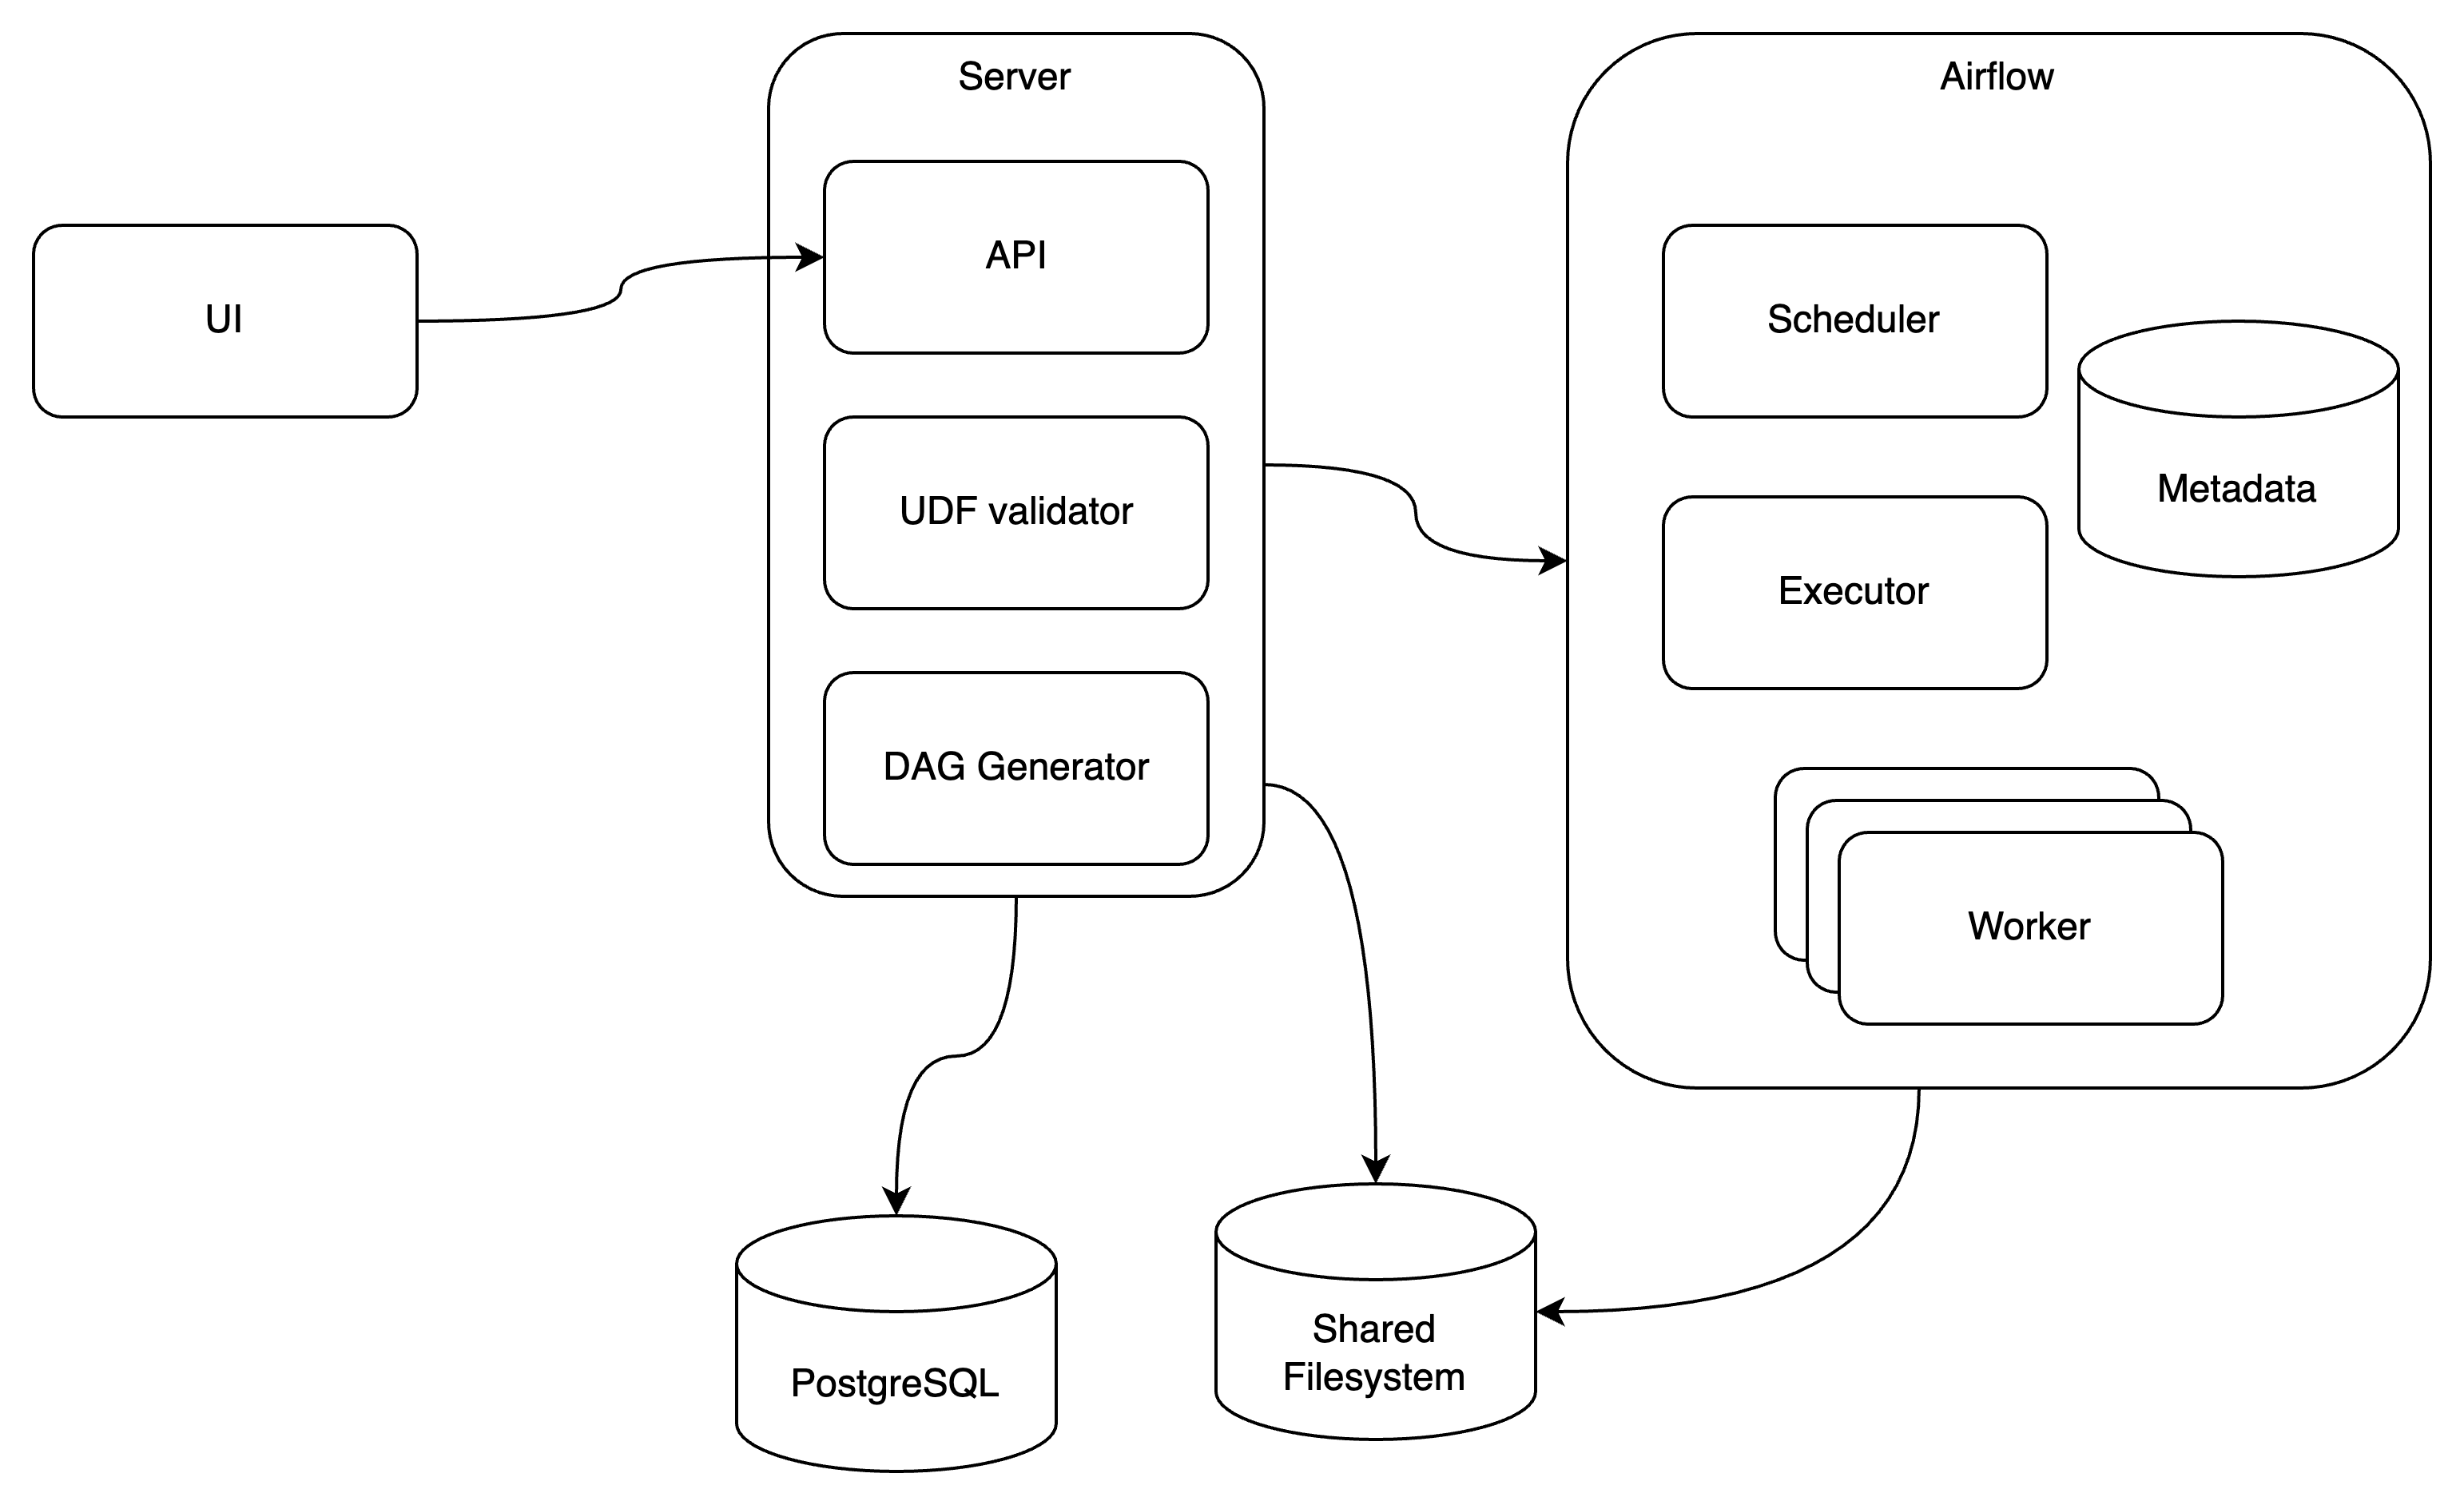 Server
Airflow
UI
API
UDF validator
DAG Generator
Scheduler
Metadata
Executor
Worker
PostgreSQL
Shared
Filesystem